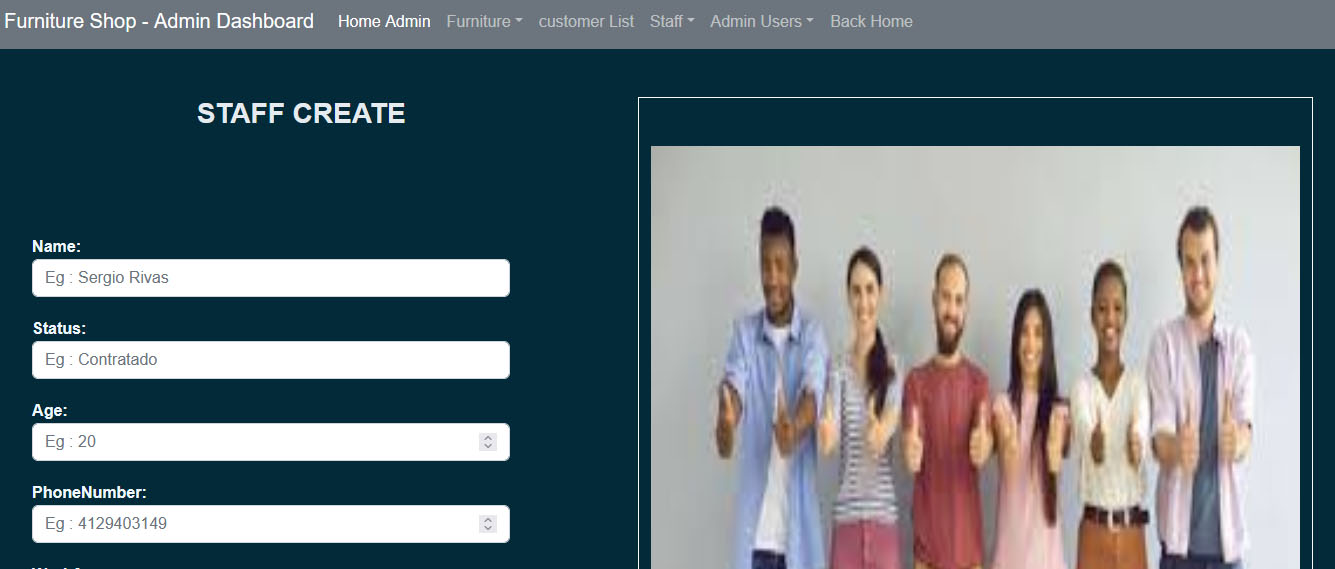 Furniture Shop - Admin Dashboard Home Admin Furniture customer List Staff Admin Users Back Home
STAFF CREATE
Name:
Eg : Sergio Rivas
Status:
Eg : Contratado
Age:
Eg : 20
PhoneNumber:
Eg : 4129403149